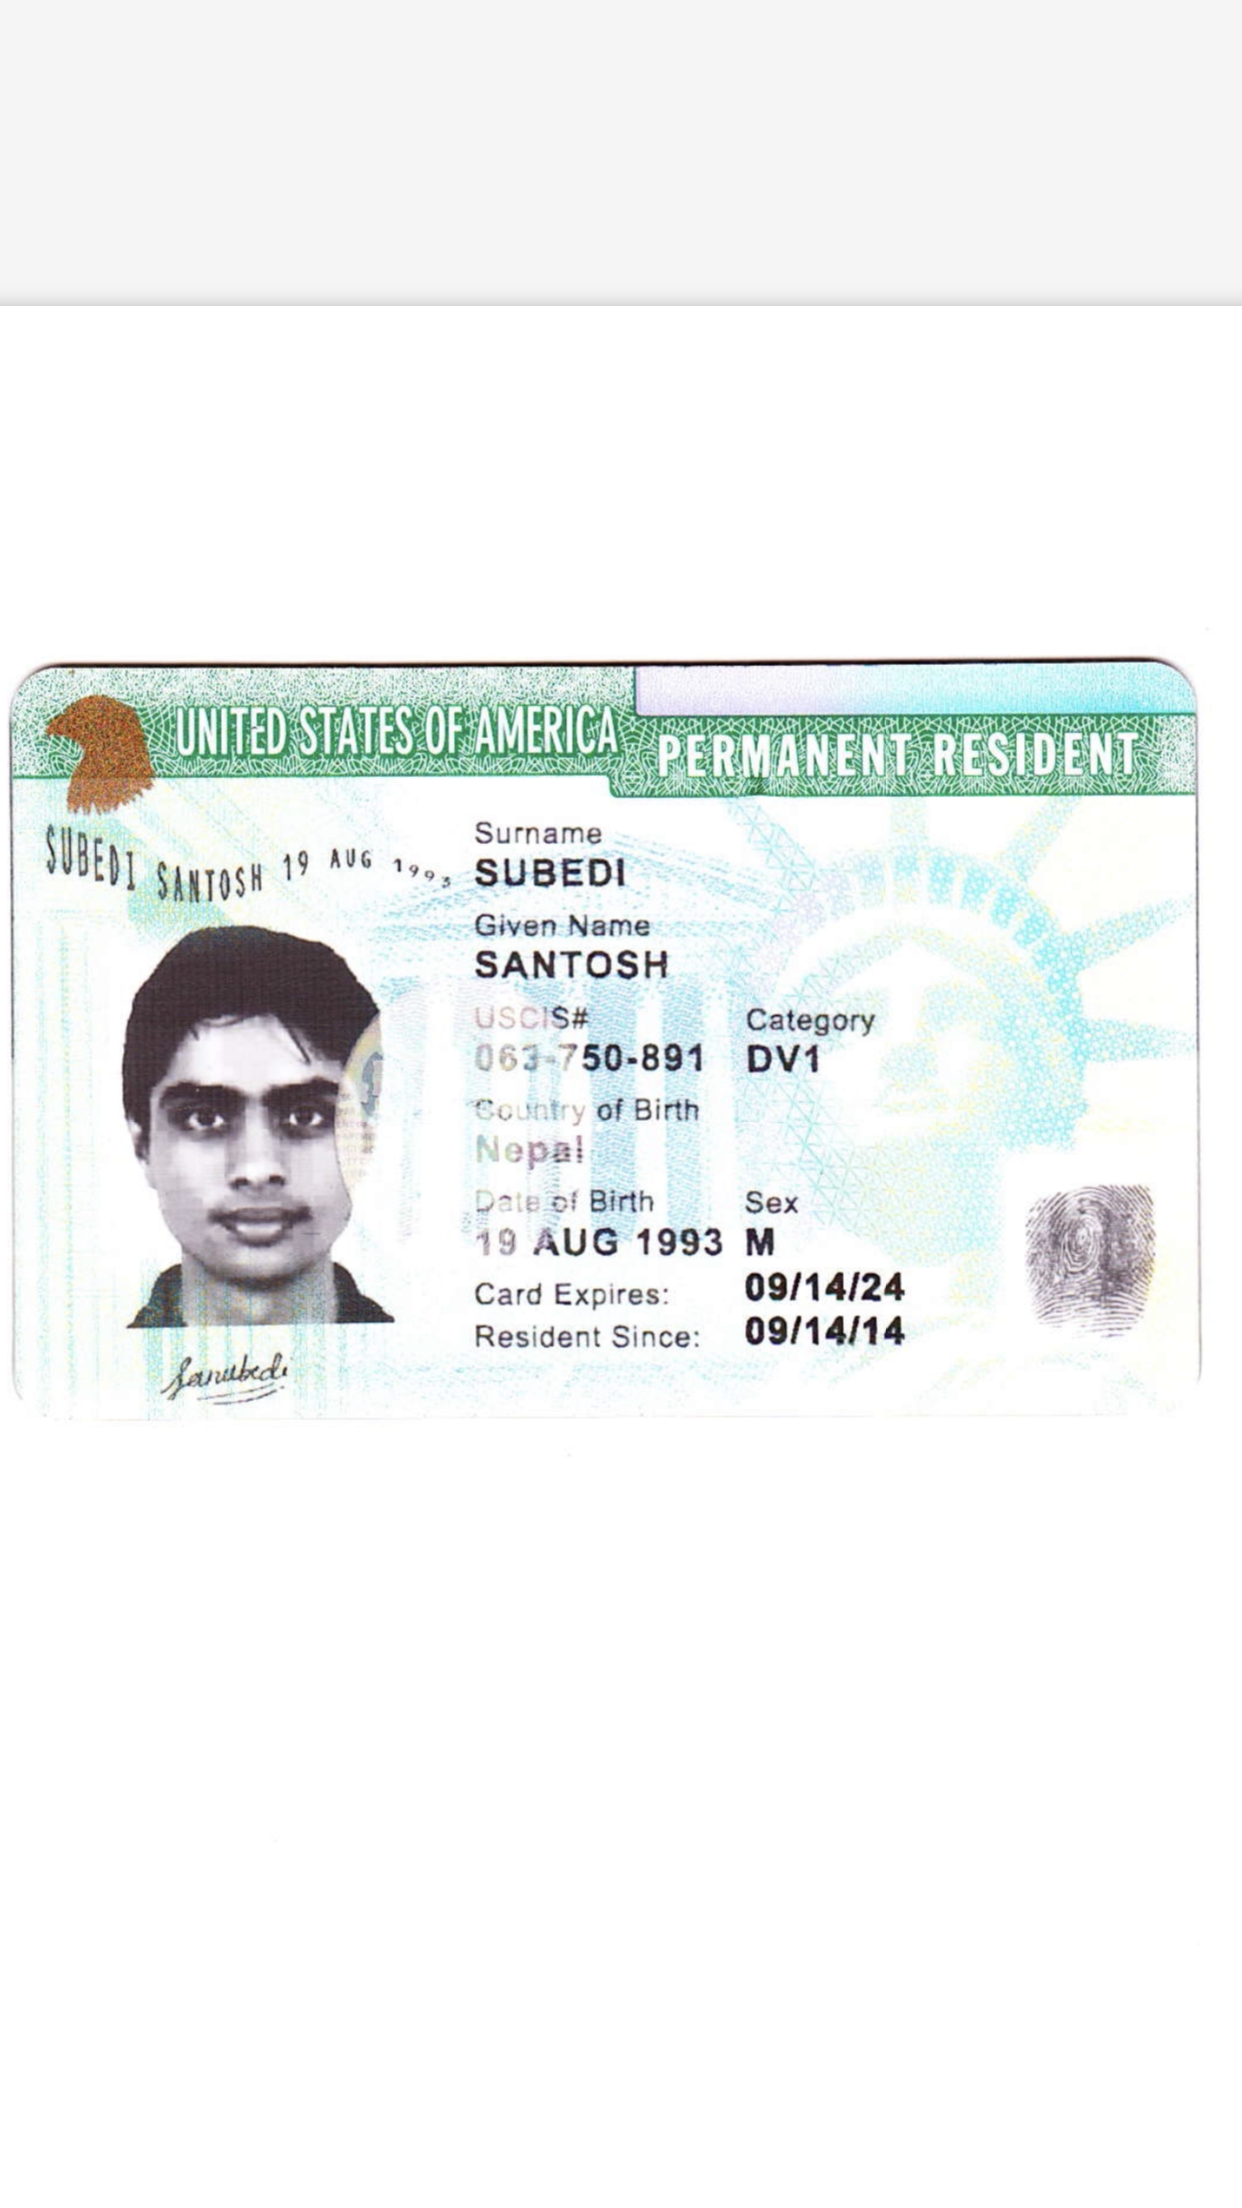 UNITED STATES OF AMERICA
PERMANENT RESIDENT
SUBEDI SANTOSH 19 AUG 1993
Surname
SUBEDI
Given Name
SANTOSH
USCIS# Category
063-750-891 DV1
Country of Birth
Nepal
Date of Birth Sex
19 AUG 1993 M
Card Expires: 09/14/24
Resident Since: 09/14/14